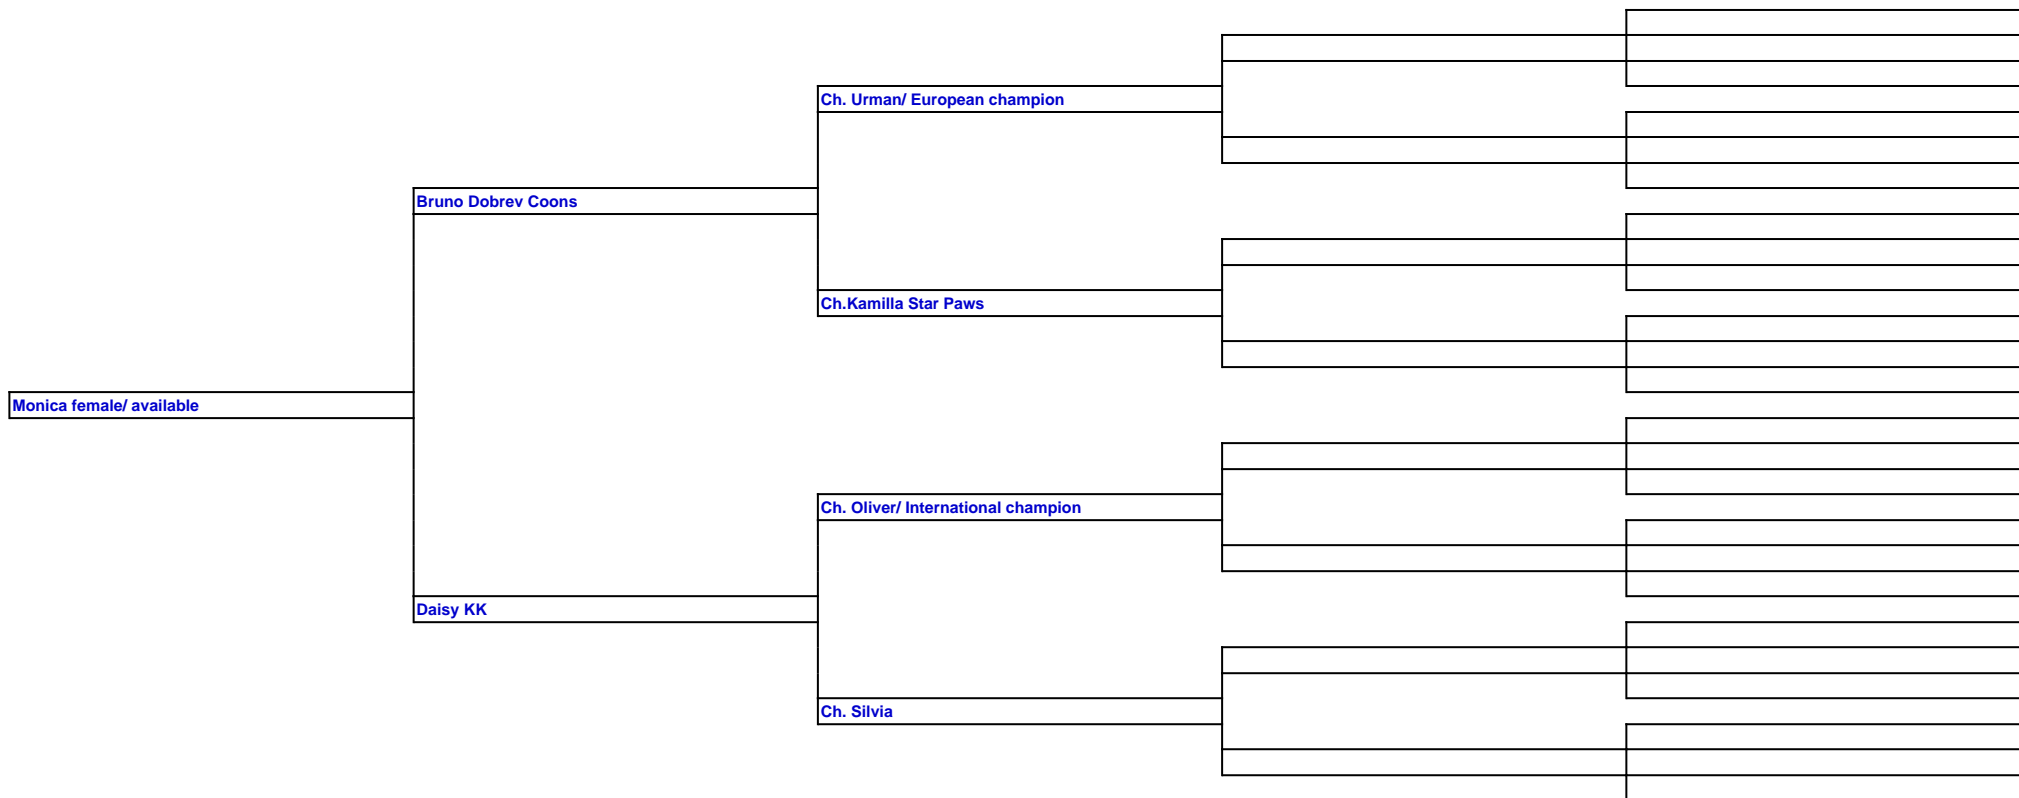 Ch. Urman/ European champion
Bruno Dobrev Coons
Ch.Kamilla Star Paws
Monica female/ available
Ch. Oliver/ International champion
Daisy KK
Ch. Silvia